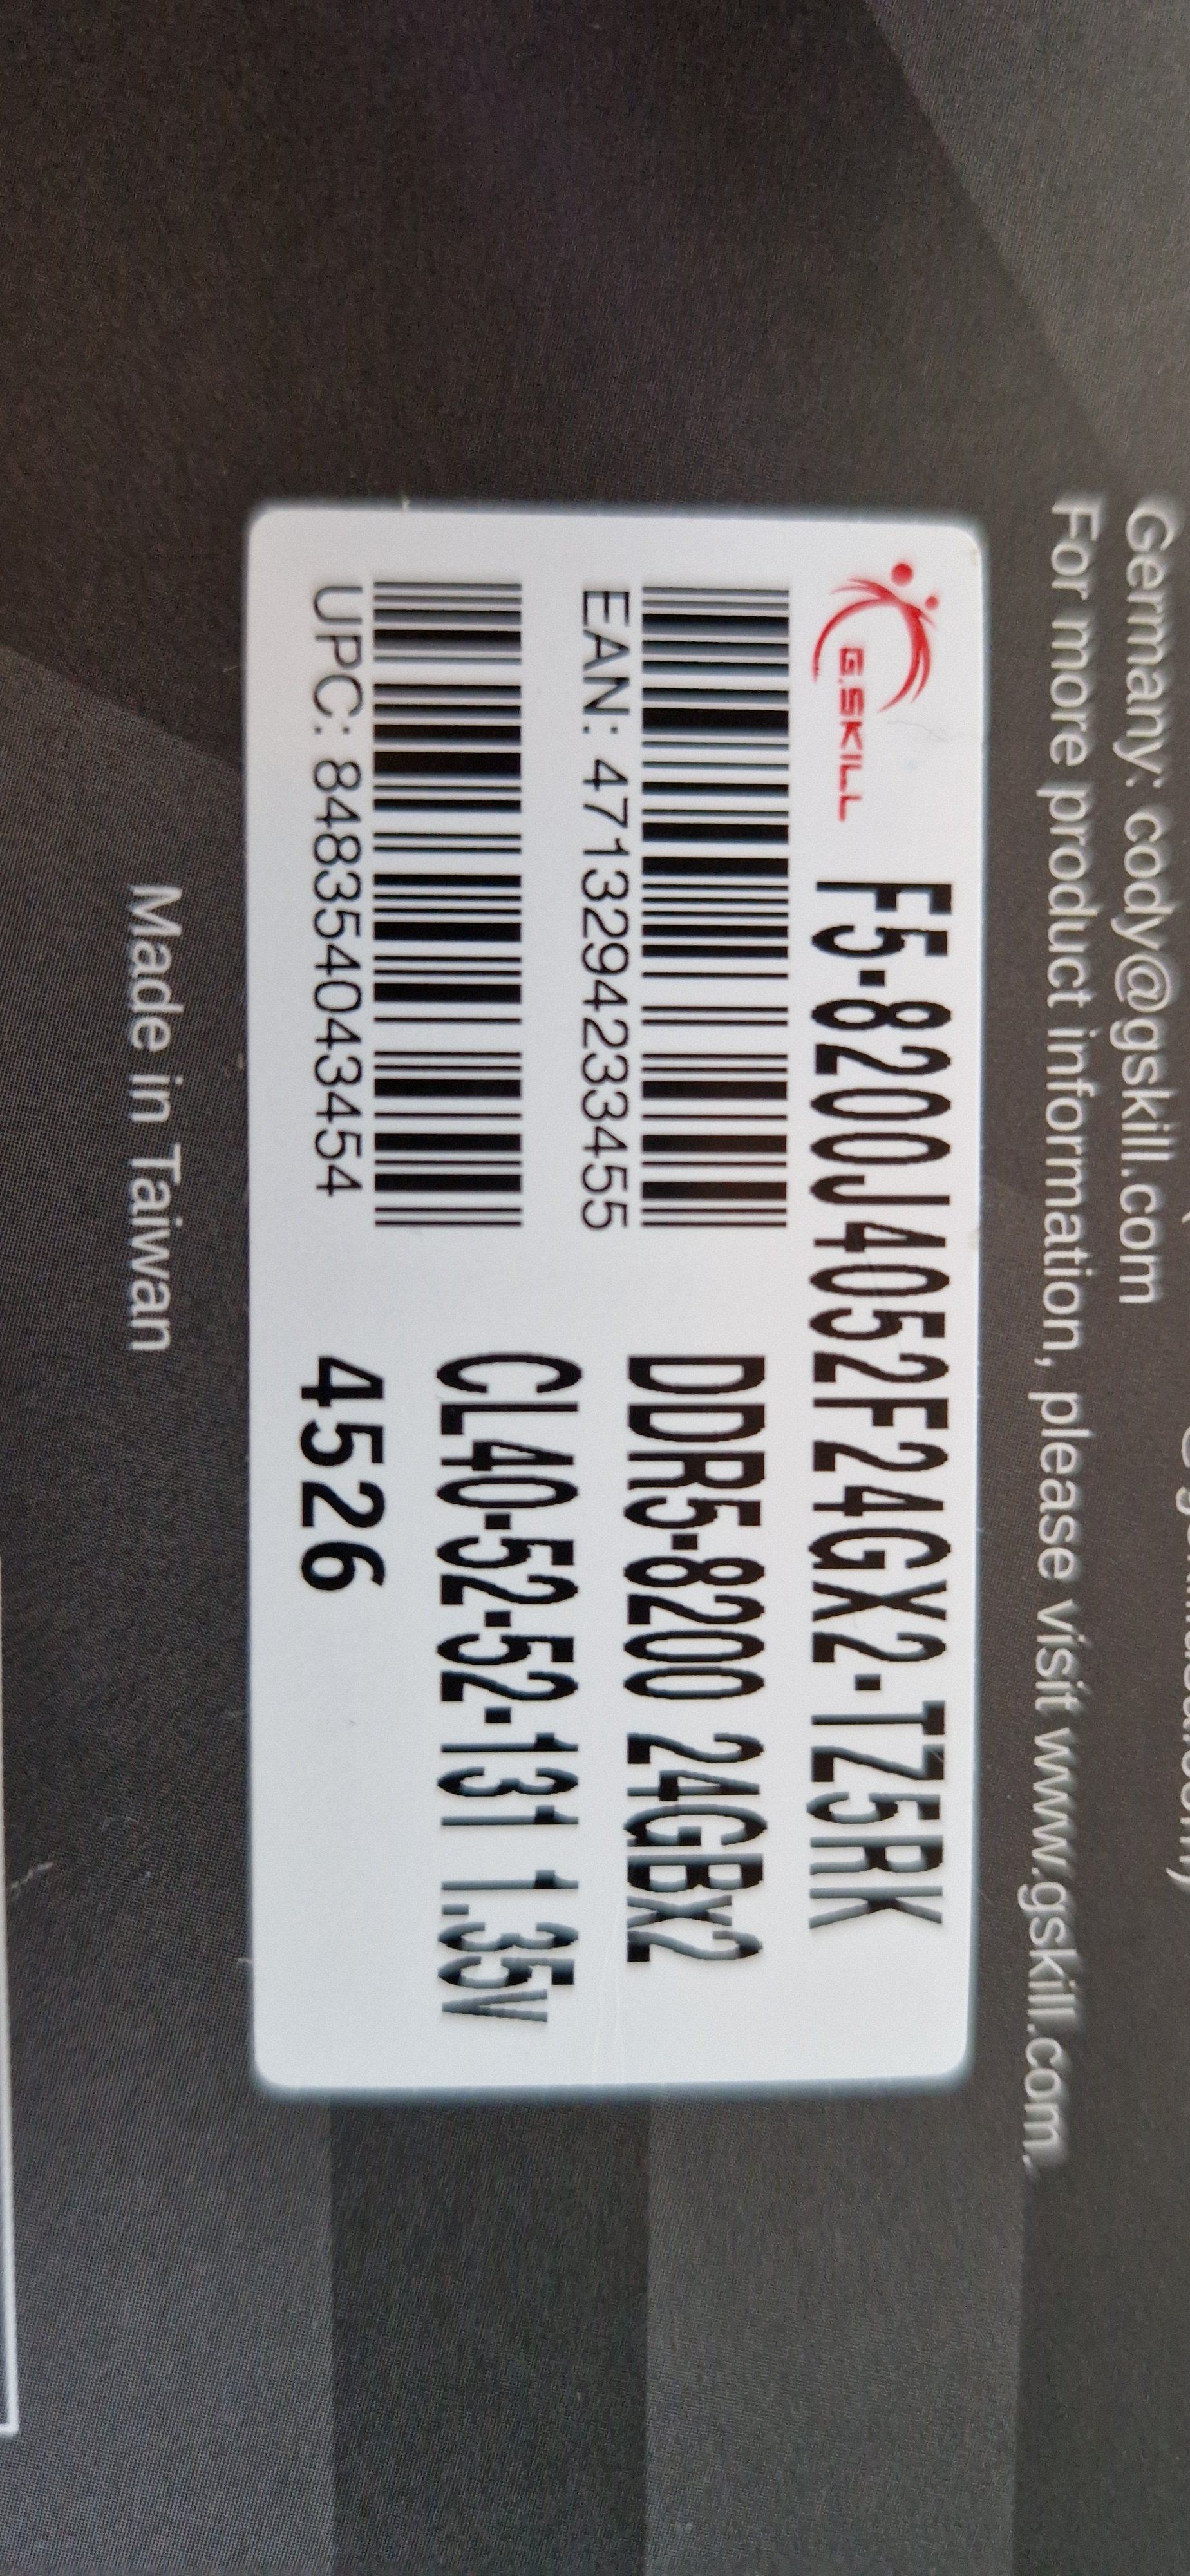 Germany: cody@gskill.com
For more product information, please visit www.gskill.com.
G.SKILL
F5-8200J4052F24GX2-TZ5RK
EAN: 4713294233455
DDR5-8200 24GBx2
CL40-52-52-131 1.35V
UPC: 848354043454
4526
Made in Taiwan